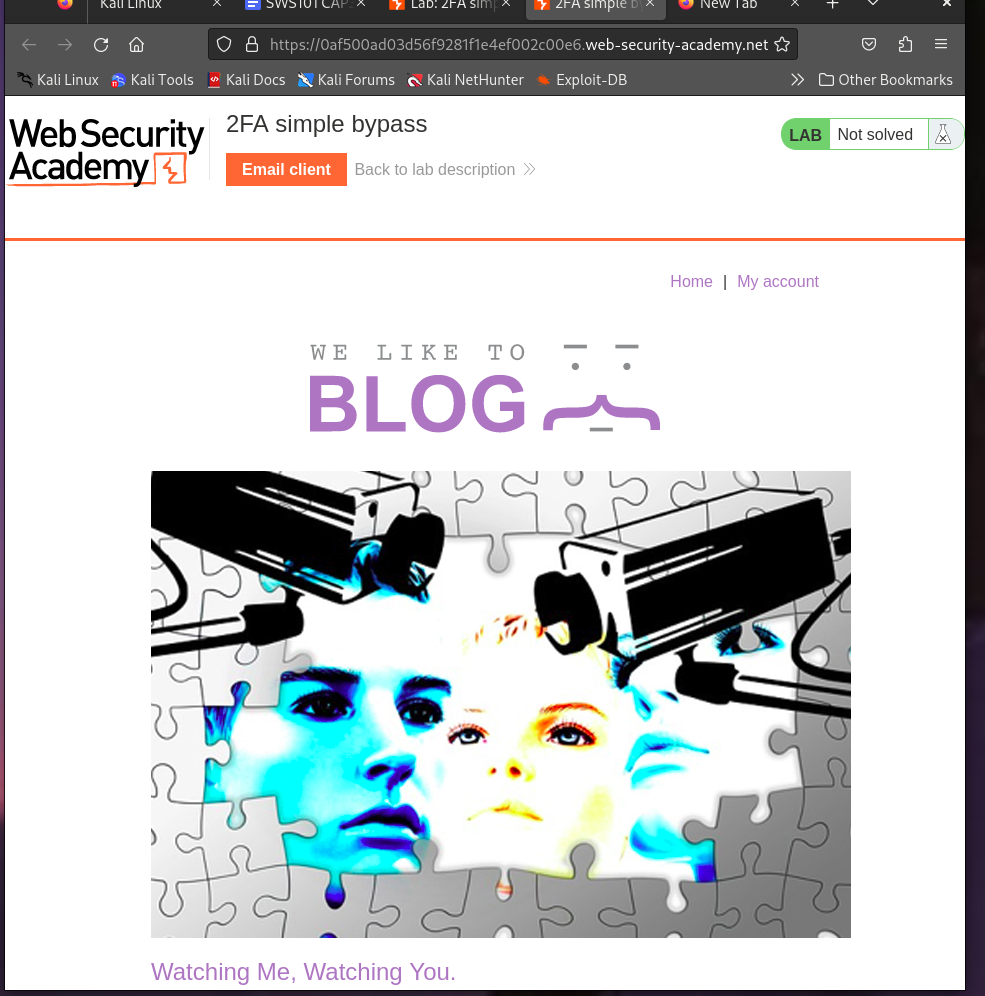 Kali Linux
SWS101 CAP
Lab: 2FA sim
2FA simple b
New Tab
https://0af500ad03d56f9281f1e4ef002c00e6.web-security-academy.net
Kali Linux Kali Tools Kali Docs Kali Forums Kali NetHunter Exploit-DB Other Bookmarks
Web Security
Academy
2FA simple bypass
Email client Back to lab description
LAB Not solved
Home | My account
WE LIKE TO
BLOG
Watching Me, Watching You.